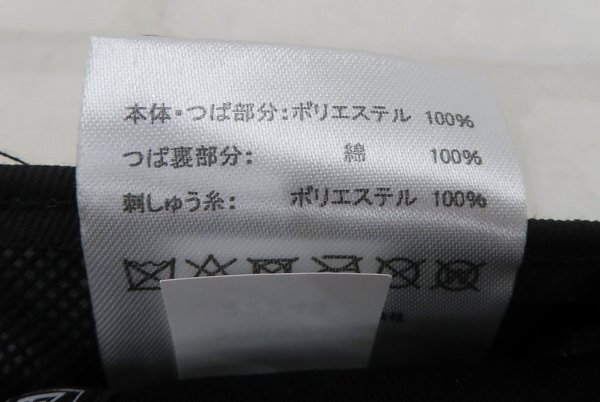 本体・つば部分:ポリエステル 100%
つば裏部分: 綿 100%
刺しゅう糸: ポリエステル 100%